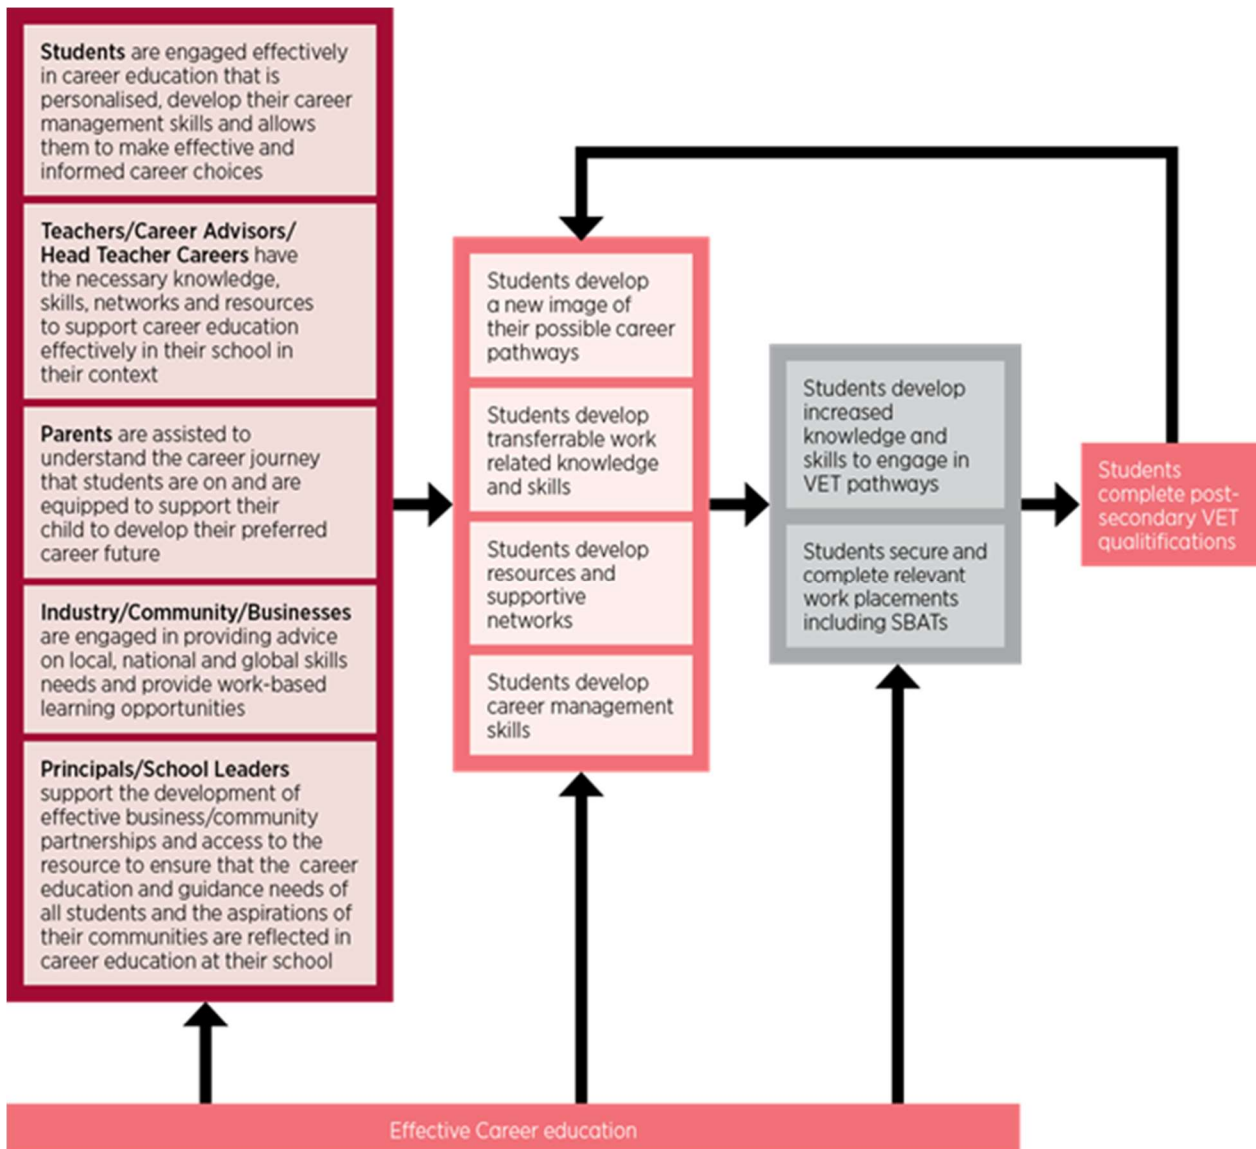 Students are engaged effectively
in career education that is
personalised, develop their career
management skills and allows
them to make effective and
informed career choices
Teachers/Career Advisors/
Head Teacher Careers have
the necessary knowledge,
skills, networks and resources
to support career education
effectively in their school in
their context
Parents are assisted to
understand the career journey
that students are on and are
equipped to support their
child to develop their preferred
career future
Industry/Community/Businesses
are engaged in providing advice
on local, national and global skills
needs and provide work-based
learning opportunities
Principals/School Leaders
support the development of
effective business/community
partnerships and access to the
resource to ensure that the career
education and guidance needs of
all students and the aspirations of
their communities are reflected in
career education at their school
Students develop
a new image of
their possible career
pathways
Students develop
transferrable work
related knowledge
and skills
Students develop
resources and
supportive
networks
Students develop
career management
skills
Students develop
increased
knowledge and
skills to engage in
VET pathways
Students secure and
complete relevant
work placements
including SBATs
Students
complete post-
secondary VET
qualitifications
Effective Career education